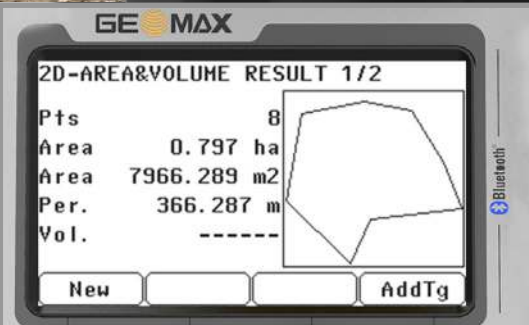 GEOMAX
2D-AREA&VOLUME RESULT 1/2
Pts 8
Area 0.797 ha
Area 7966.289 m2
Per. 366.287 m
Vol. ------
New AddTg
Bluetooth